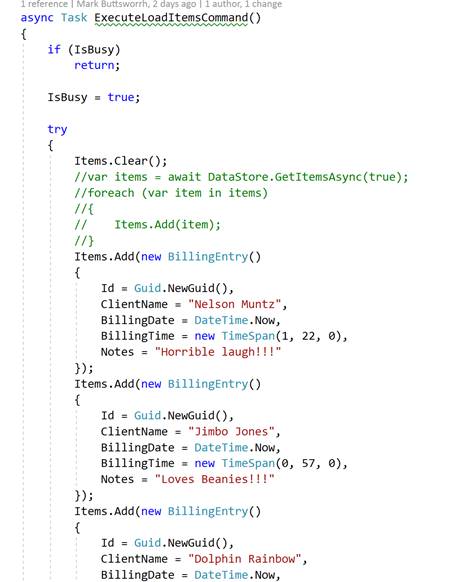 1 reference | Mark Buttsworrh, 2 days ago | 1 author, 1 change
async Task ExecuteLoadItemsCommand()
{
    if (IsBusy)
        return;

    IsBusy = true;

    try
    {
        Items.Clear();
        //var items = await DataStore.GetItemsAsync(true);
        //foreach (var item in items)
        //{
        //    Items.Add(item);
        //}
        Items.Add(new BillingEntry()
        {
            Id = Guid.NewGuid(),
            ClientName = "Nelson Muntz",
            BillingDate = DateTime.Now,
            BillingTime = new TimeSpan(1, 22, 0),
            Notes = "Horrible laugh!!!"
        });
        Items.Add(new BillingEntry()
        {
            Id = Guid.NewGuid(),
            ClientName = "Jimbo Jones",
            BillingDate = DateTime.Now,
            BillingTime = new TimeSpan(0, 57, 0),
            Notes = "Loves Beanies!!!"
        });
        Items.Add(new BillingEntry()
        {
            Id = Guid.NewGuid(),
            ClientName = "Dolphin Rainbow",
            BillingDate = DateTime.Now,